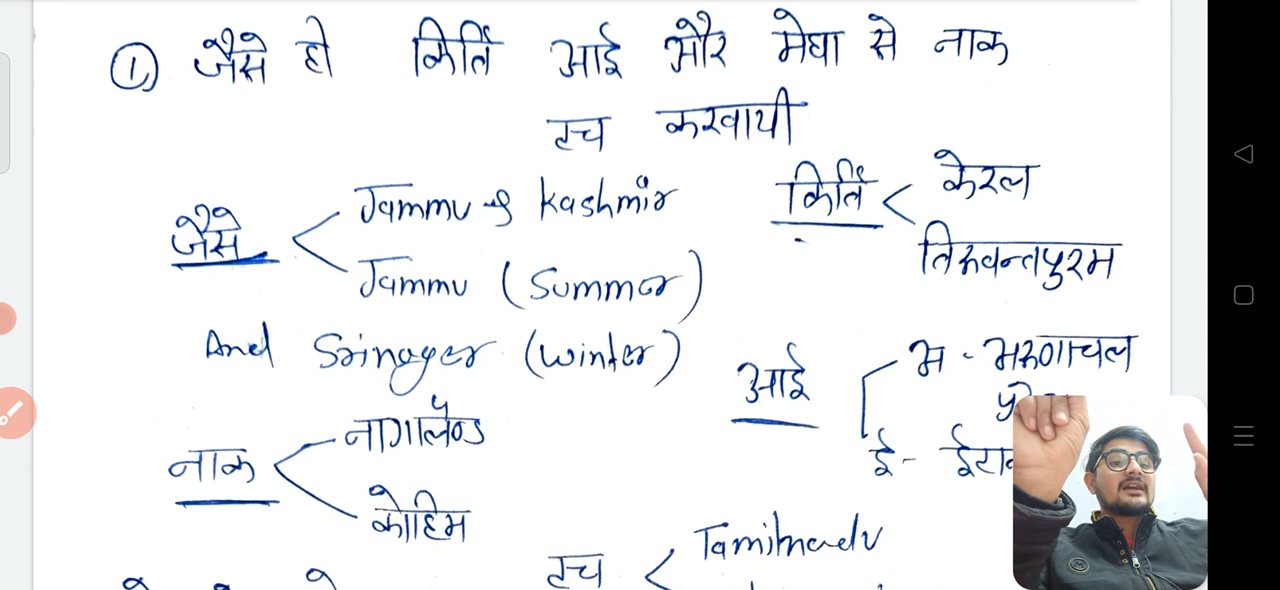 ① जैसे हो किर्ति आई और मेघा से नाक
टच करवायी
जैसे < Jammu & Kashmir
Jammu (Summer)
And Srinager (winter)
किर्ति < केरल
तिरूवन्तपुरम
आई अ - अरूणाचल
ई - ईटा
नाक < नागालैण्ड
कोहिम
टच < Tamilnadu